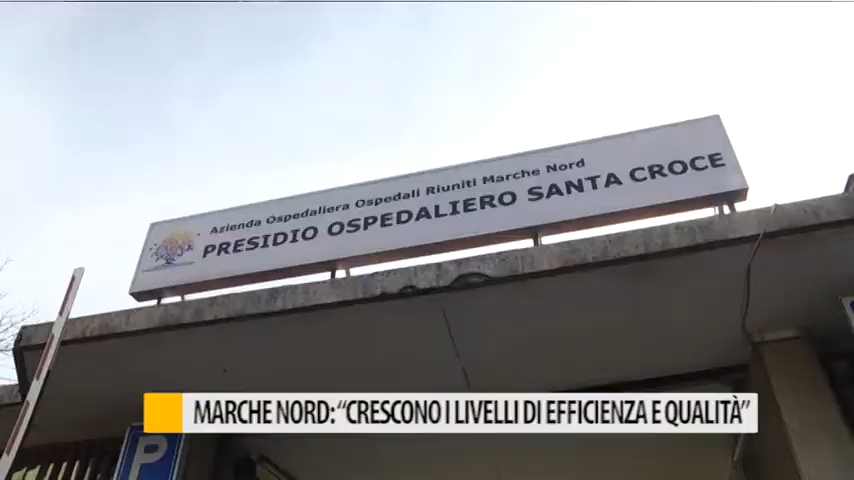 Azienda Ospedaliera Ospedali Riuniti Marche Nord
PRESIDIO OSPEDALIERO SANTA CROCE
MARCHE NORD: “CRESCONO I LIVELLI DI EFFICIENZA E QUALITÀ”
P